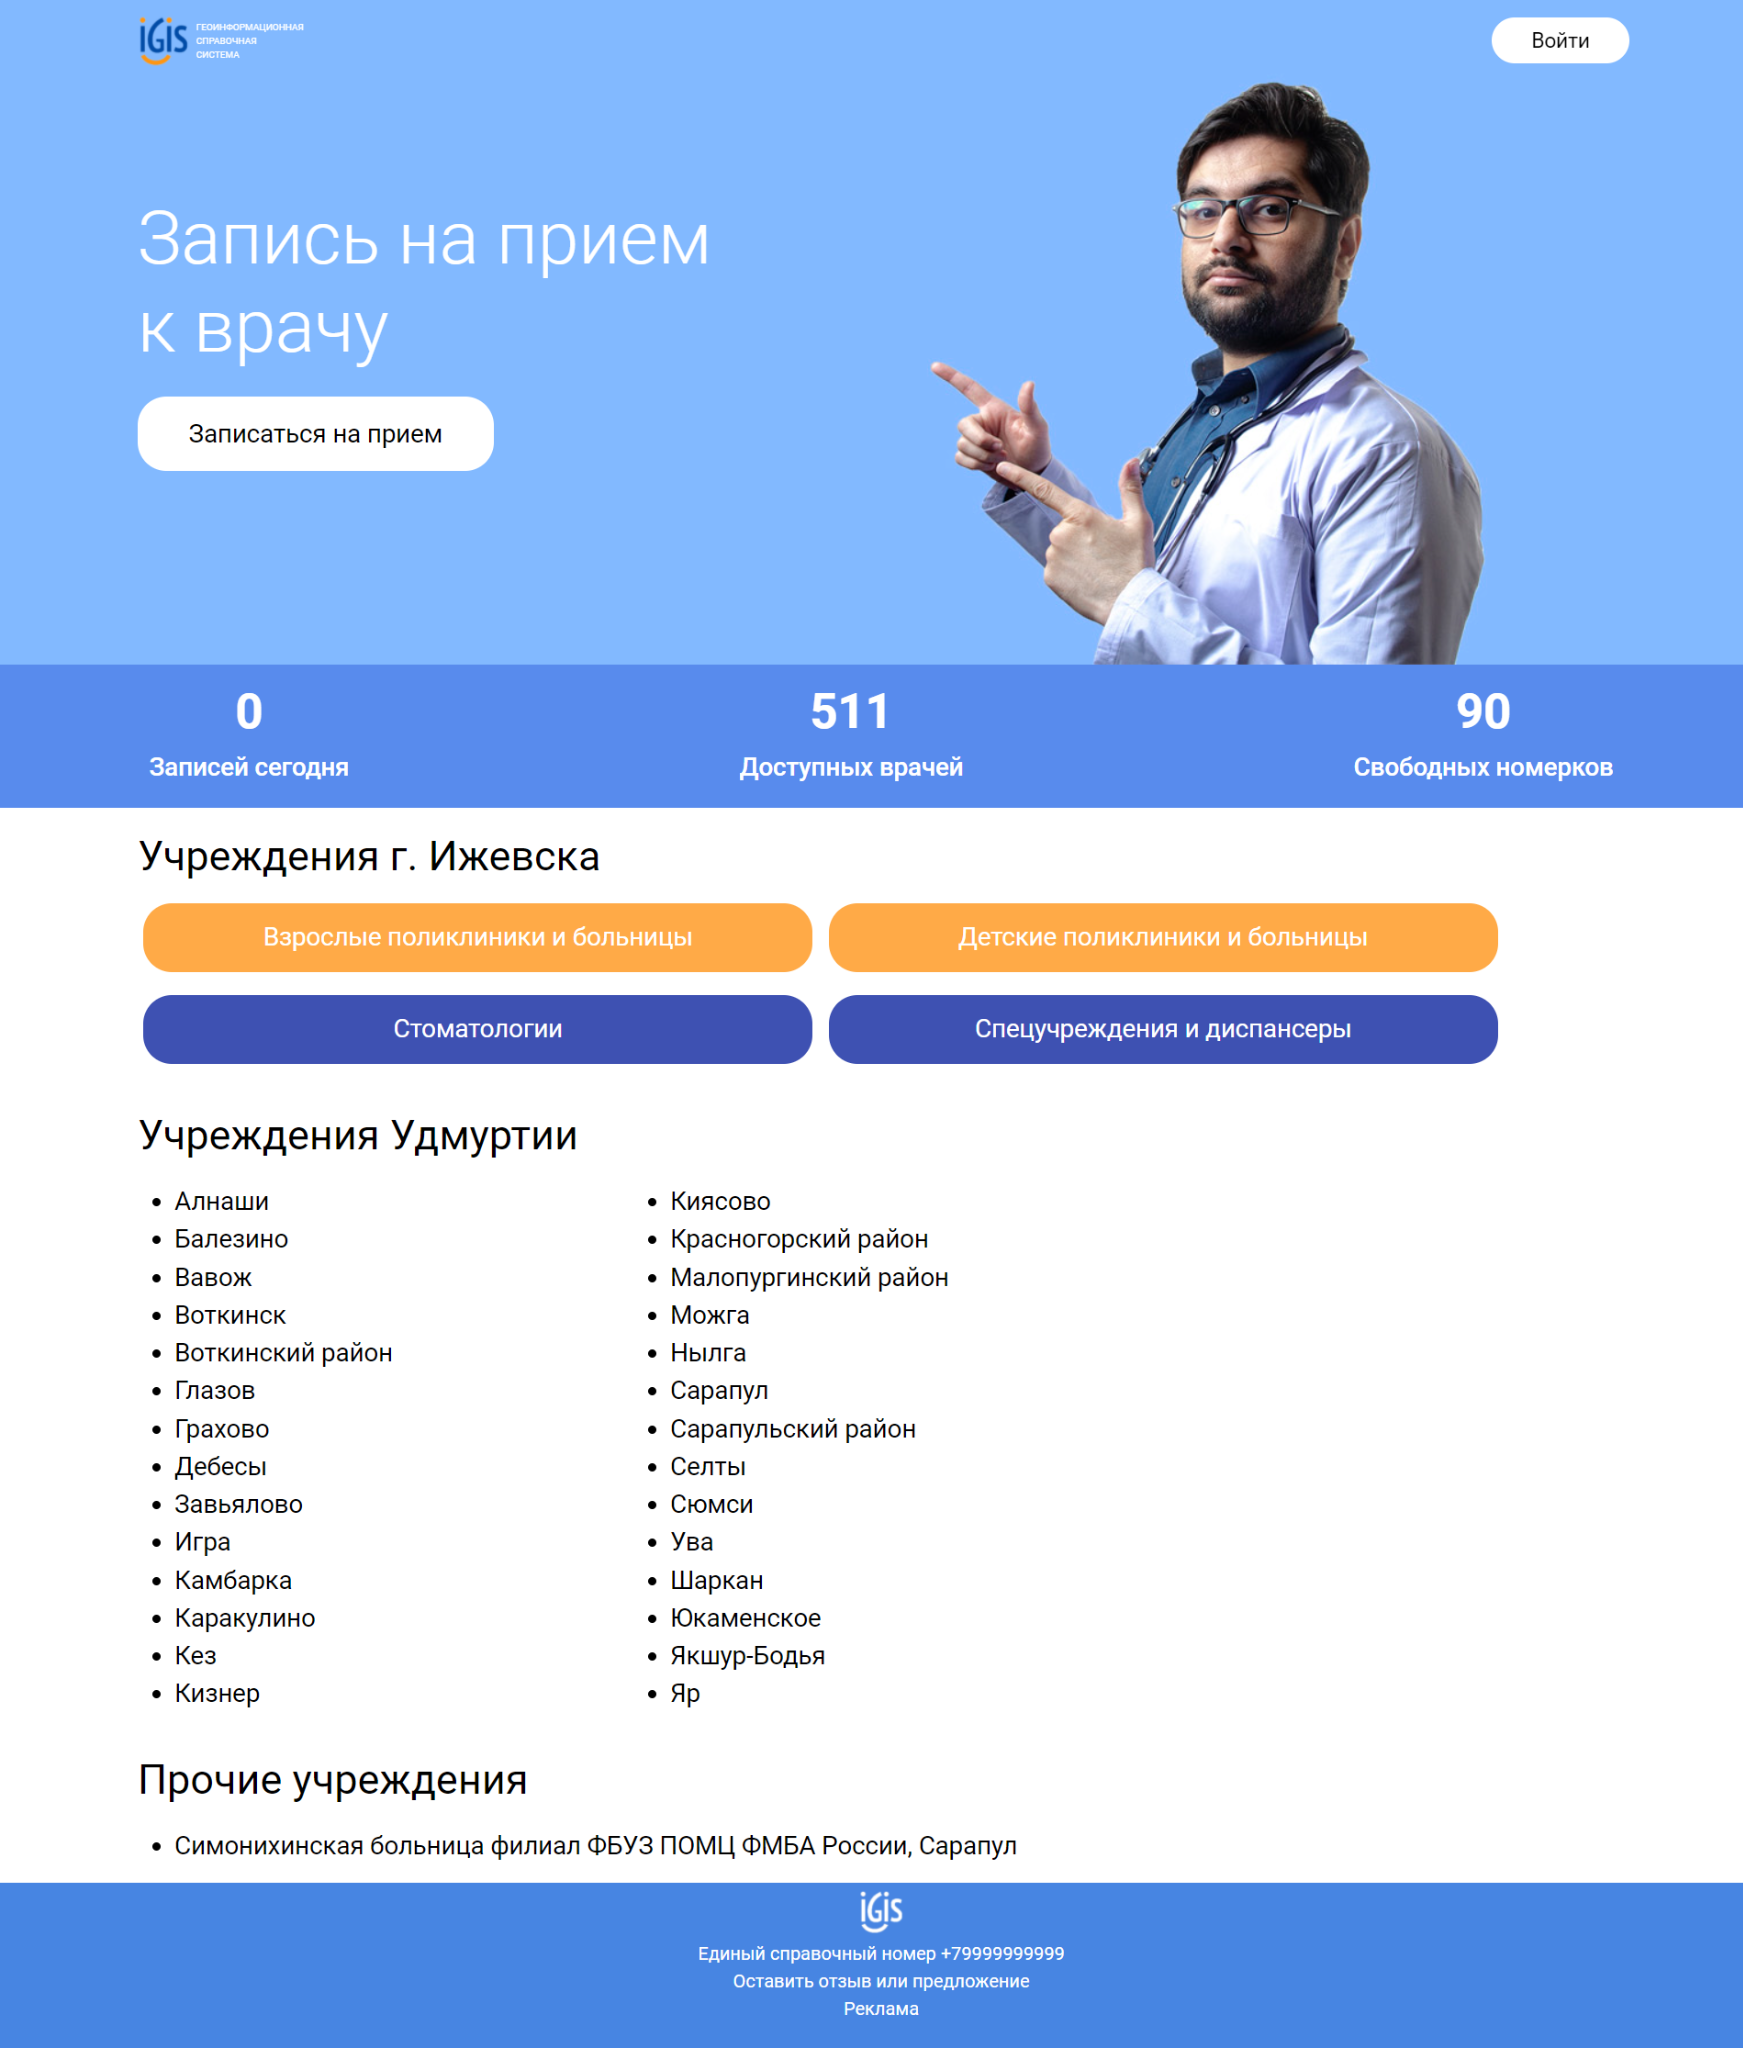 iGiS ГЕОИНФОРМАЦИОННАЯ
СПРАВОЧНАЯ
СИСТЕМА
Войти
Запись на прием
к врачу
Записаться на прием
0
Записей сегодня
511
Доступных врачей
90
Свободных номерков
Учреждения г. Ижевска
Взрослые поликлиники и больницы
Детские поликлиники и больницы
Стоматологии
Спецучреждения и диспансеры
Учреждения Удмуртии
Алнаши
Балезино
Вавож
Воткинск
Воткинский район
Глазов
Грахово
Дебесы
Завьялово
Игра
Камбарка
Каракулино
Кез
Кизнер
Киясово
Красногорский район
Малопургинский район
Можга
Нылга
Сарапул
Сарапульский район
Селты
Сюмси
Ува
Шаркан
Юкаменское
Якшур-Бодья
Яр
Прочие учреждения
Симонихинская больница филиал ФБУЗ ПОМЦ ФМБА России, Сарапул
iGiS
Единый справочный номер +79999999999
Оставить отзыв или предложение
Реклама